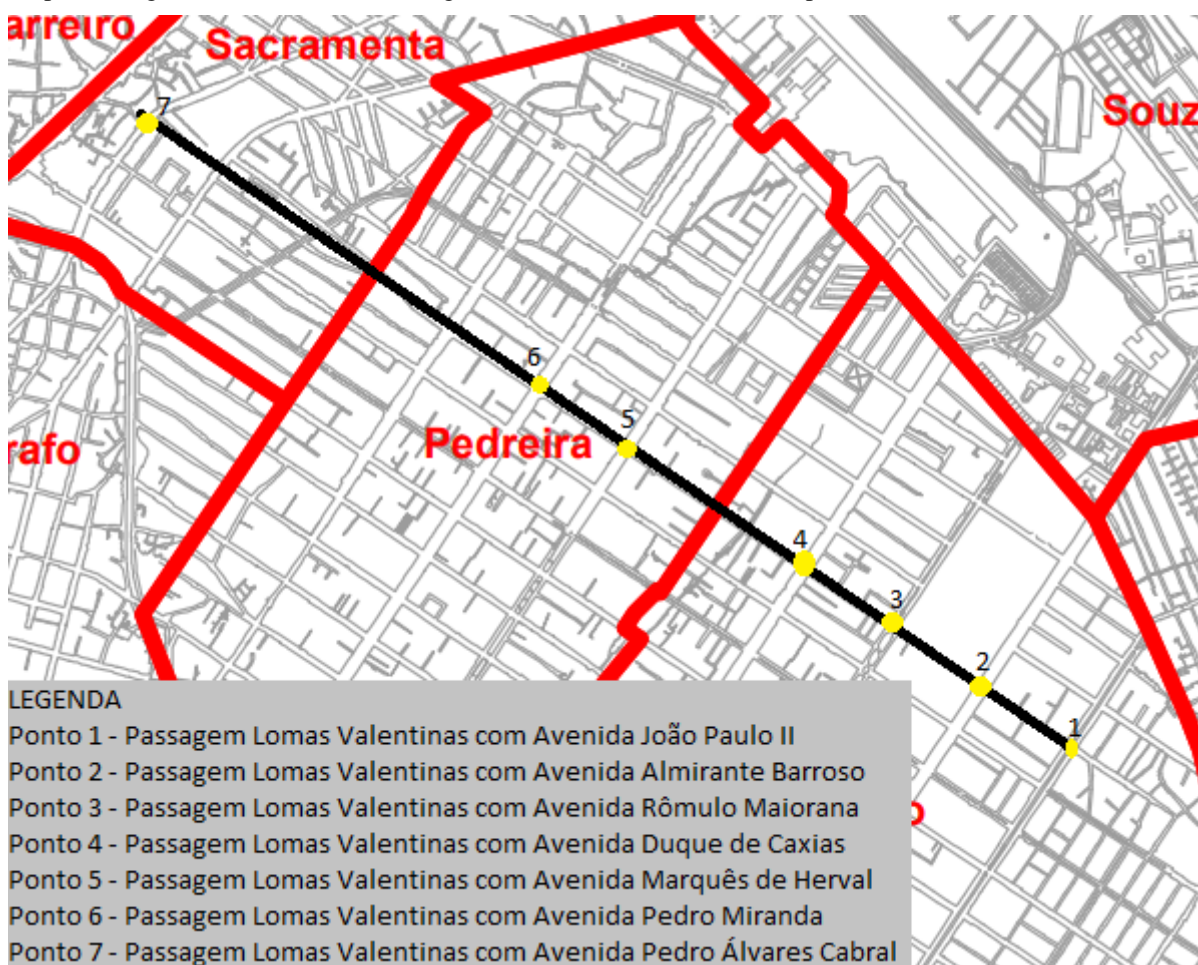 arreiro
Sacramenta
Souz
7
6
5
rafo
Pedreira
4
3
2
1
o
LEGENDA
Ponto 1 - Passagem Lomas Valentinas com Avenida João Paulo II
Ponto 2 - Passagem Lomas Valentinas com Avenida Almirante Barroso
Ponto 3 - Passagem Lomas Valentinas com Avenida Rômulo Maiorana
Ponto 4 - Passagem Lomas Valentinas com Avenida Duque de Caxias
Ponto 5 - Passagem Lomas Valentinas com Avenida Marquês de Herval
Ponto 6 - Passagem Lomas Valentinas com Avenida Pedro Miranda
Ponto 7 - Passagem Lomas Valentinas com Avenida Pedro Álvares Cabral